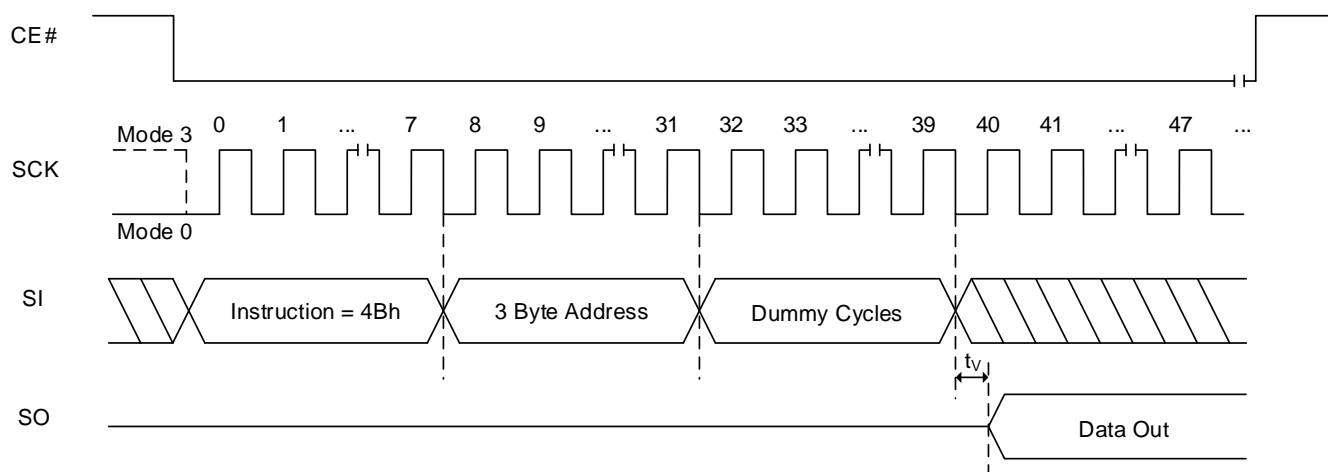 CE#
Mode 3 0 1 ... 7 8 9 ... 31 32 33 ... 39 40 41 ... 47 ...
SCK
Mode 0
SI Instruction = 4Bh 3 Byte Address Dummy Cycles
tV
SO Data Out